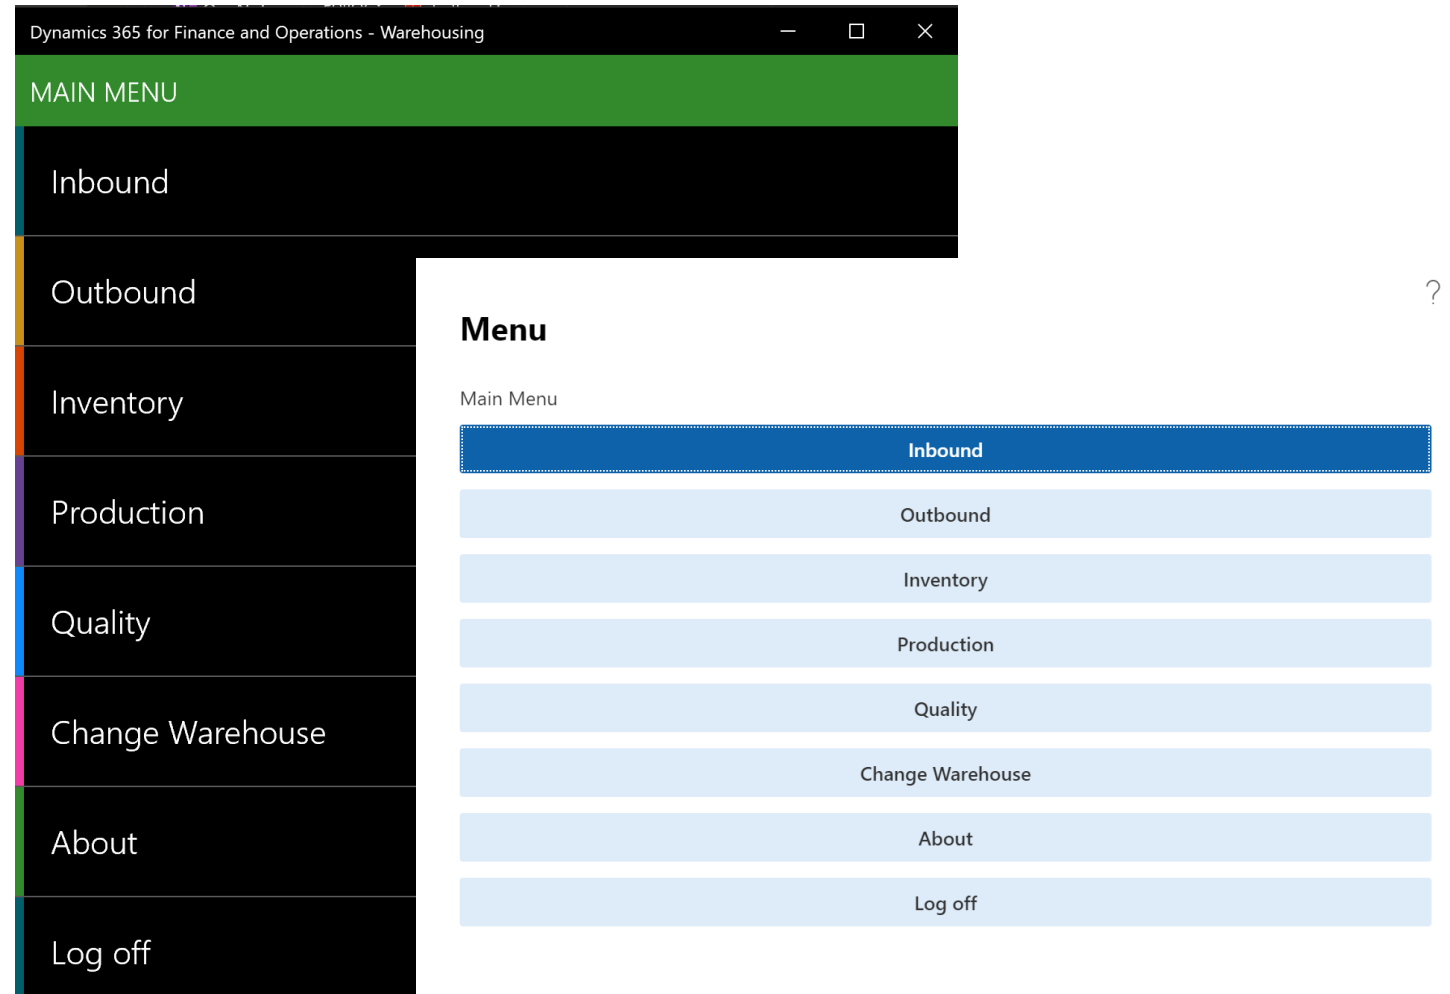 Dynamics 365 for Finance and Operations - Warehousing
MAIN MENU
Inbound
Outbound
Inventory
Production
Quality
Change Warehouse
About
Log off
?
Menu
Main Menu
Inbound
Outbound
Inventory
Production
Quality
Change Warehouse
About
Log off